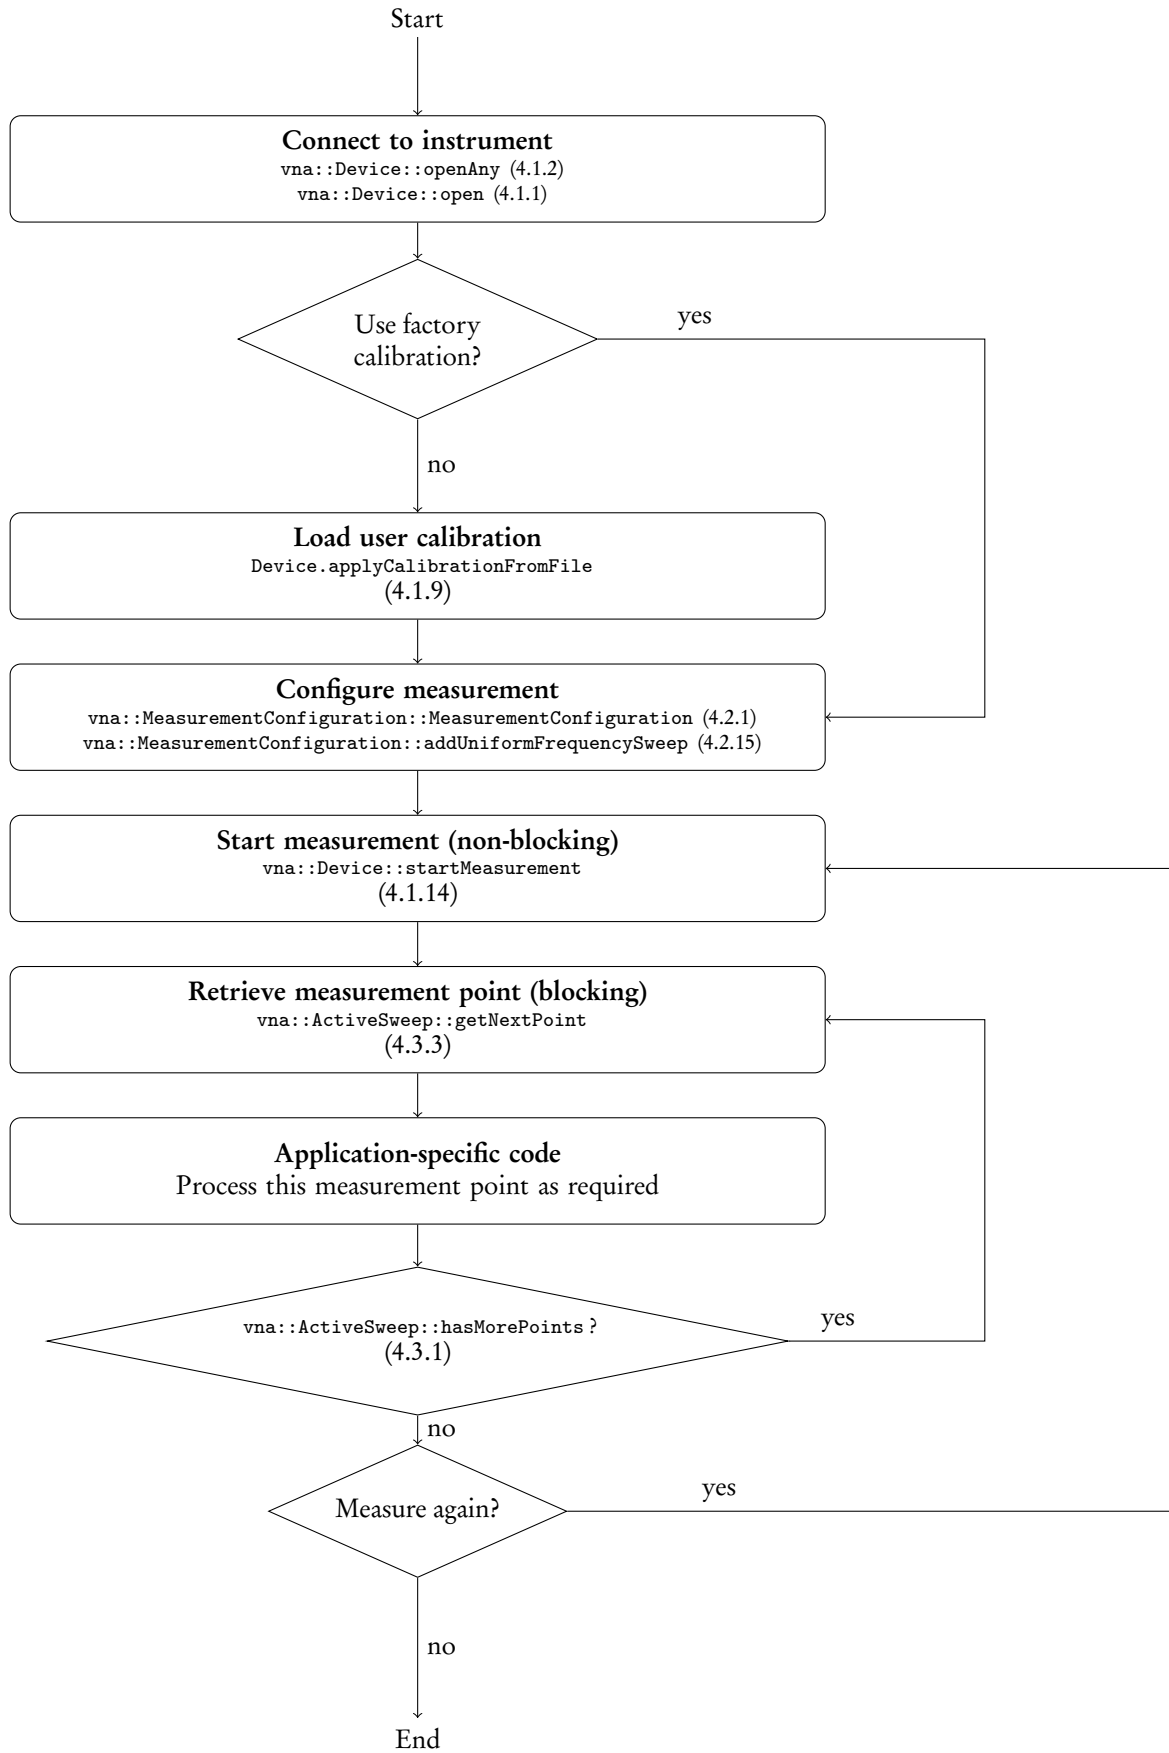 Start
Connect to instrument
vna::Device::openAny (4.1.2)
vna::Device::open (4.1.1)
Use factory
calibration?
yes
no
Load user calibration
Device.applyCalibrationFromFile
(4.1.9)
Configure measurement
vna::MeasurementConfiguration::MeasurementConfiguration (4.2.1)
vna::MeasurementConfiguration::addUniformFrequencySweep (4.2.15)
Start measurement (non-blocking)
vna::Device::startMeasurement
(4.1.14)
Retrieve measurement point (blocking)
vna::ActiveSweep::getNextPoint
(4.3.3)
Application-specific code
Process this measurement point as required
vna::ActiveSweep::hasMorePoints?
(4.3.1)
yes
no
Measure again?
yes
no
End